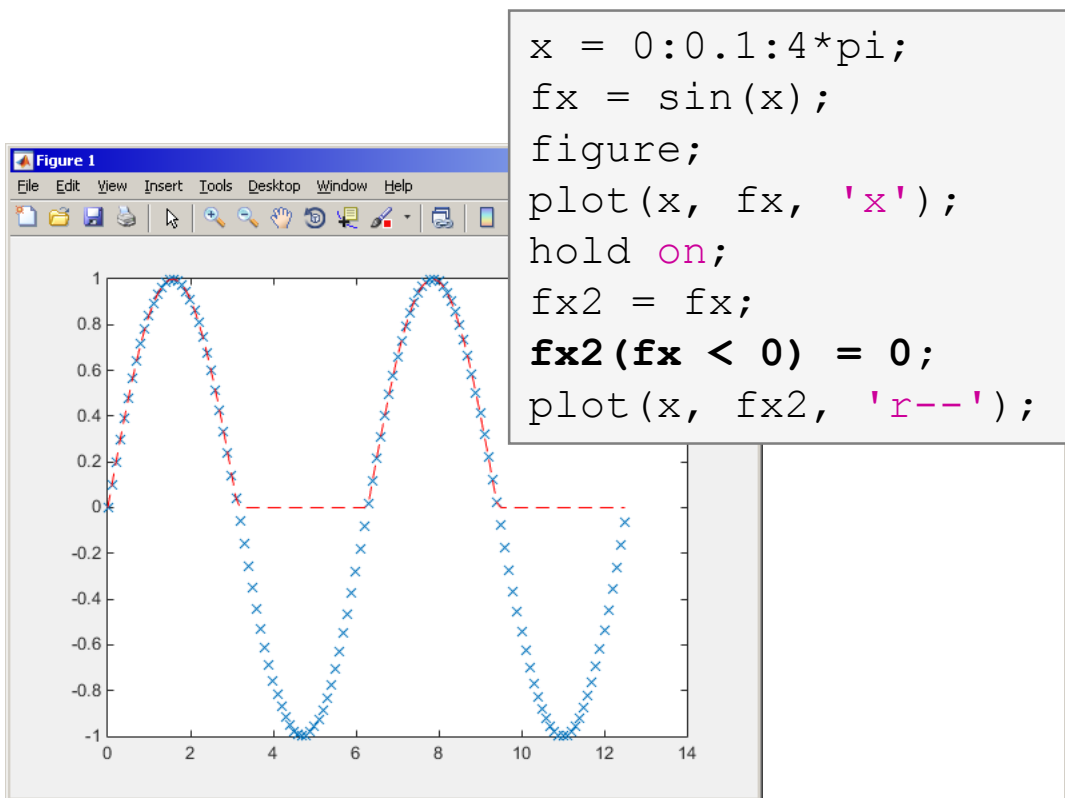 x = 0:0.1:4*pi;
fx = sin(x);
figure;
plot(x, fx, 'x');
hold on;
fx2 = fx;
fx2(fx < 0) = 0;
plot(x, fx2, 'r--');
Figure 1
File Edit View Insert Tools Desktop Window Help
1
0.8
0.6
0.4
0.2
0
-0.2
-0.4
-0.6
-0.8
-1
0 2 4 6 8 10 12 14